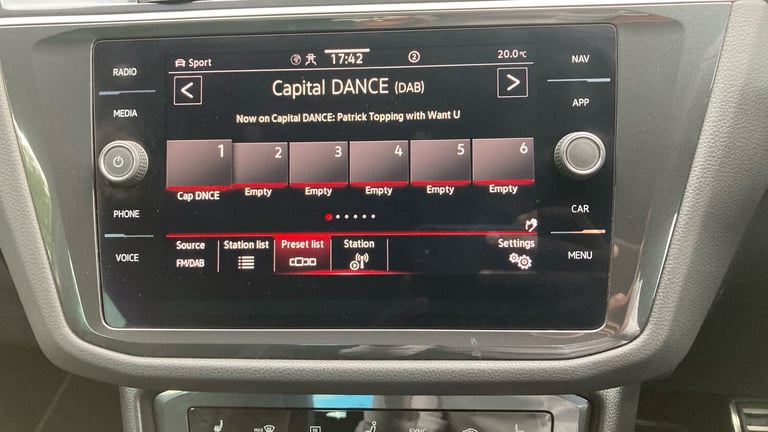 RADIO
MEDIA
PHONE
VOICE
Sport
17:42
2
20.0°C
<
Capital DANCE (DAB)
>
Now on Capital DANCE: Patrick Topping with Want U
1 2 3 4 5 6
Cap DNCE Empty Empty Empty Empty Empty
Source Station list Preset list Station Settings
FM/DAB
NAV
APP
CAR
MENU
MAX
SYNC